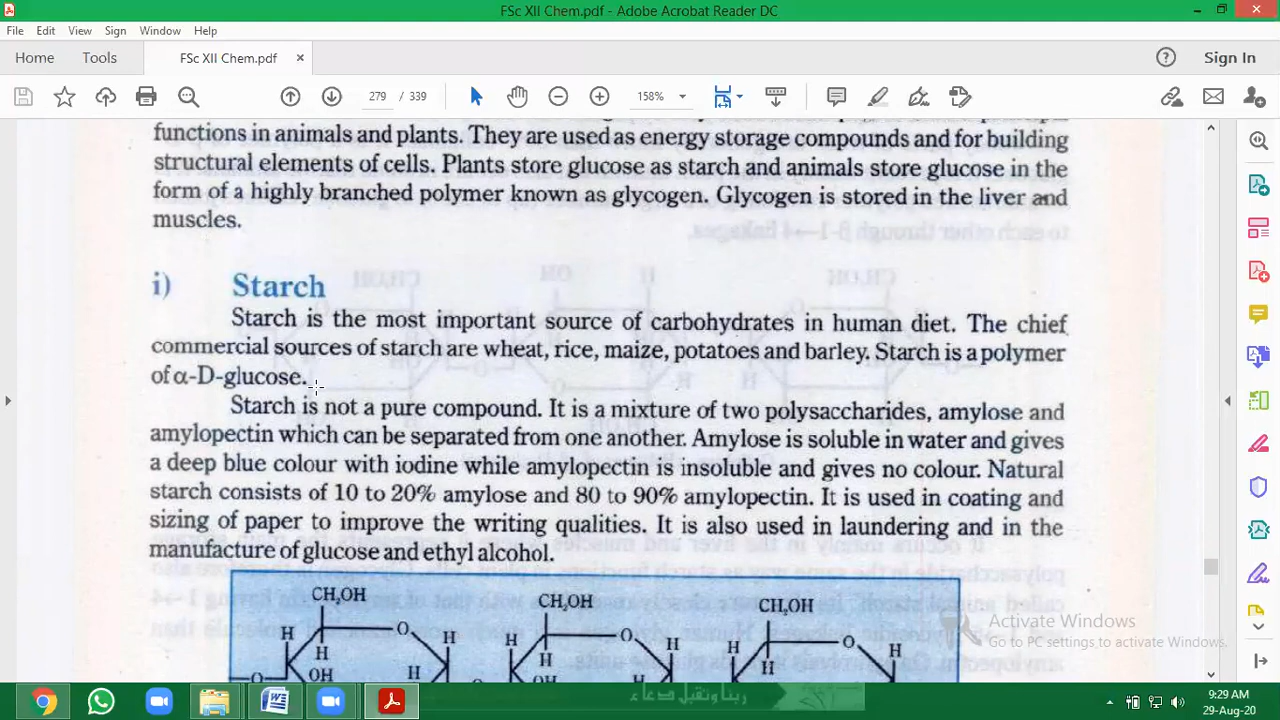 FSc XII Chem.pdf - Adobe Acrobat Reader DC
File Edit View Sign Window Help
Home Tools FSc XII Chem.pdf × Sign In
279 / 339 158%
functions in animals and plants. They are used as energy storage compounds and for building
structural elements of cells. Plants store glucose as starch and animals store glucose in the
form of a highly branched polymer known as glycogen. Glycogen is stored in the liver and
muscles.
i) Starch
Starch is the most important source of carbohydrates in human diet. The chief
commercial sources of starch are wheat, rice, maize, potatoes and barley. Starch is a polymer
of α-D-glucose.
Starch is not a pure compound. It is a mixture of two polysaccharides, amylose and
amylopectin which can be separated from one another. Amylose is soluble in water and gives
a deep blue colour with iodine while amylopectin is insoluble and gives no colour. Natural
starch consists of 10 to 20% amylose and 80 to 90% amylopectin. It is used in coating and
sizing of paper to improve the writing qualities. It is also used in laundering and in the
manufacture of glucose and ethyl alcohol.
CH₂OH CH₂OH CH₂OH
O O O
H H H H H
H H H
OH H OH H
O
Activate Windows
Go to PC settings to activate Windows.
ربنا وتقبل دعاء
9:29 AM
29-Aug-20